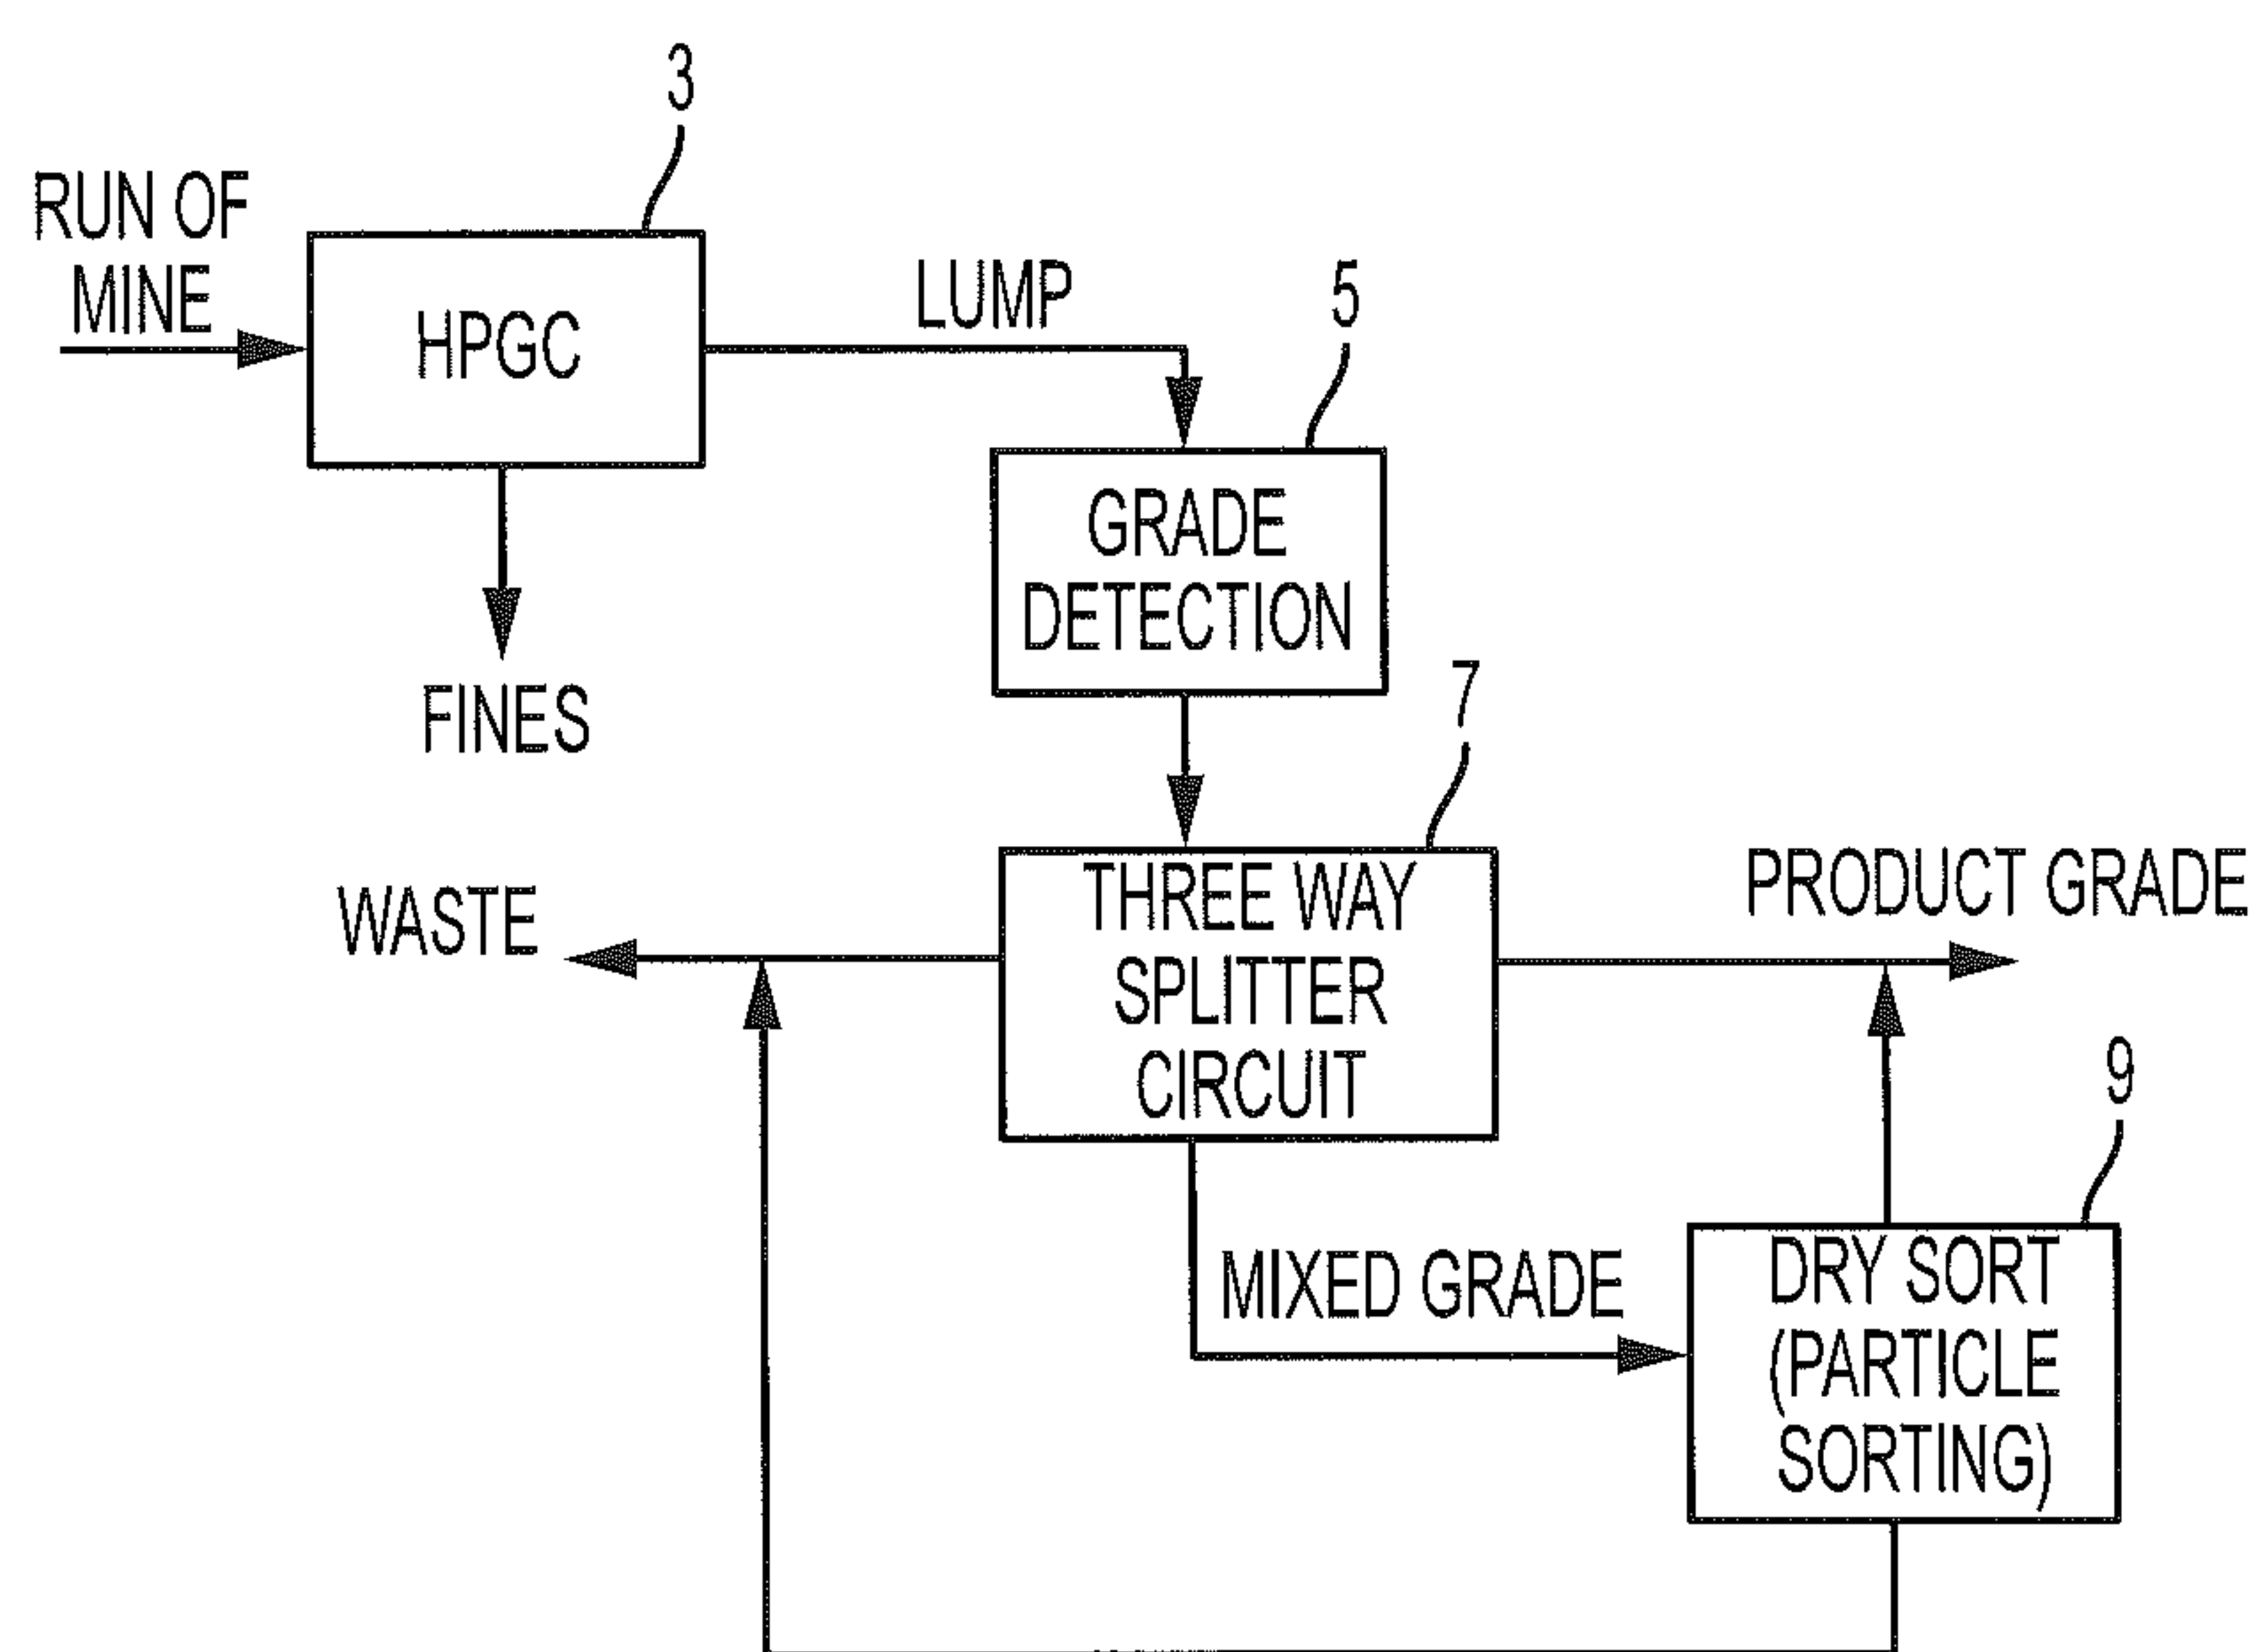 3
RUN OF
MINE
HPGC
LUMP
5
GRADE
DETECTION
FINES
7
WASTE
THREE WAY
SPLITTER
CIRCUIT
PRODUCT GRADE
9
MIXED GRADE
DRY SORT
(PARTICLE
SORTING)